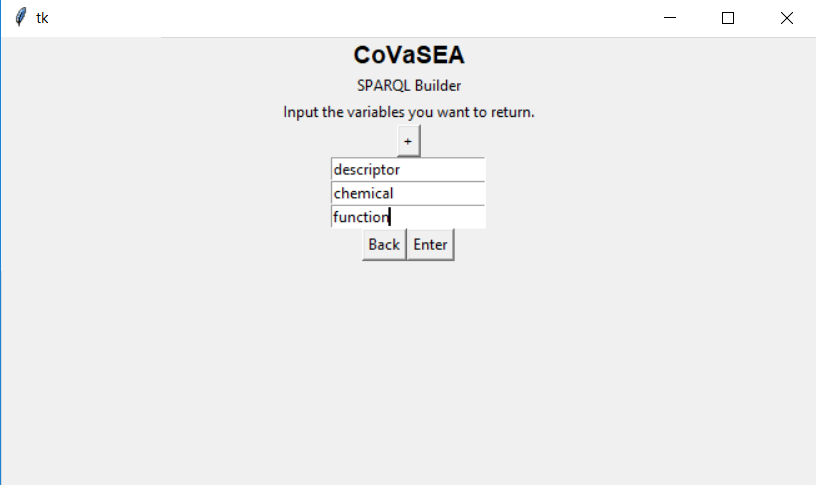 tk
CoVaSEA
SPARQL Builder
Input the variables you want to return.
+
descriptor
chemical
function
Back Enter